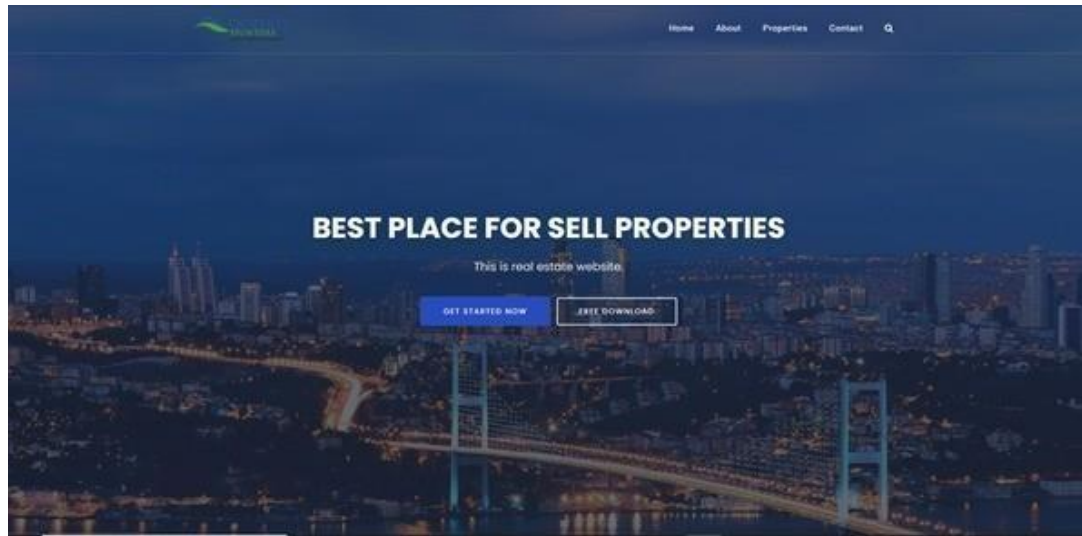 Home About Properties Contact
BEST PLACE FOR SELL PROPERTIES
This is real estate website.
GET STARTED NOW FREE DOWNLOAD